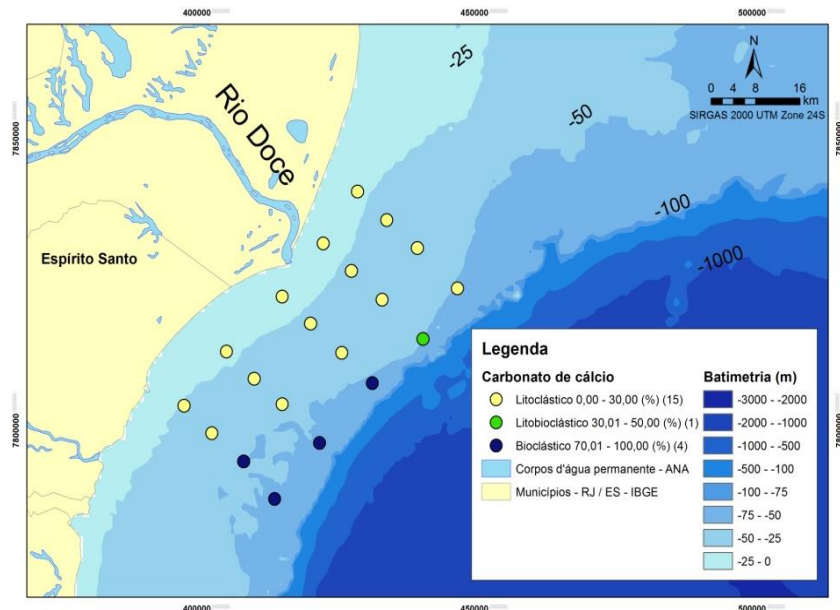 400000 450000 500000
N
0 4 8 16
km
SIRGAS 2000 UTM Zone 24S
-25
-50
-100
-1000
Rio Doce
Espírito Santo
7850000
7850000
7800000
7800000
Legenda
Carbonato de cálcio
Litoclástico 0,00 - 30,00 (%) (15)
Litobioclástico 30,01 - 50,00 (%) (1)
Bioclástico 70,01 - 100,00 (%) (4)
Corpos d'água permanente - ANA
Municípios - RJ / ES - IBGE
Batimetria (m)
-3000 - -2000
-2000 - -1000
-1000 - -500
-500 - -100
-100 - -75
-75 - -50
-50 - -25
-25 - 0
400000 450000 500000